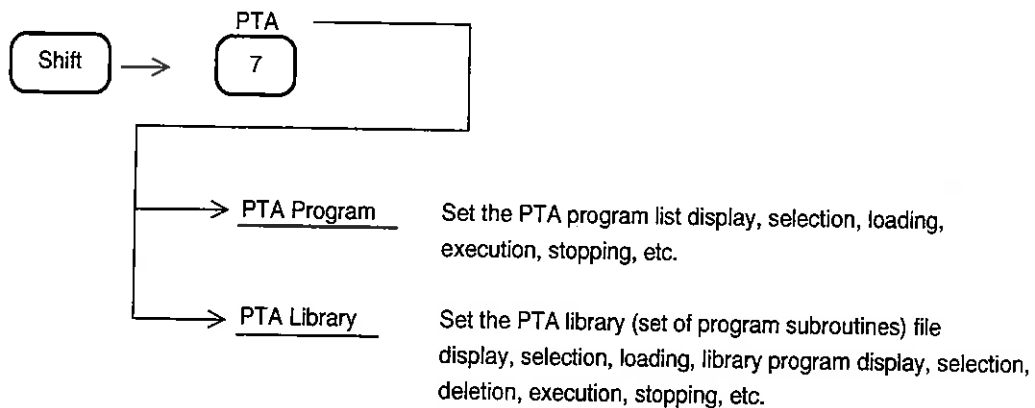 PTA
Shift
7
PTA Program
Set the PTA program list display, selection, loading,
execution, stopping, etc.
PTA Library
Set the PTA library (set of program subroutines) file
display, selection, loading, library program display, selection,
deletion, execution, stopping, etc.